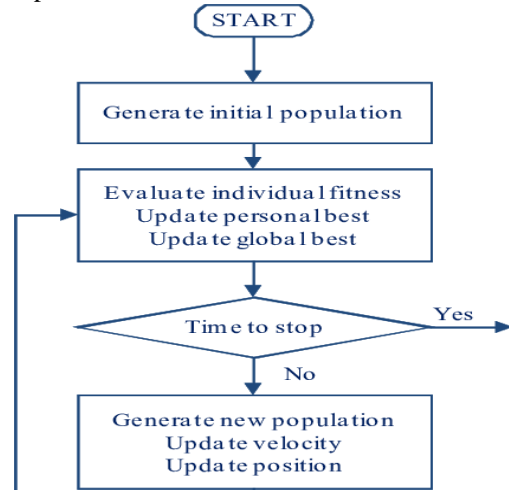 START
Generate initial population
Evaluate individual fitness
Update personal best
Update global best
Time to stop
Yes
No
Generate new population
Update velocity
Update position